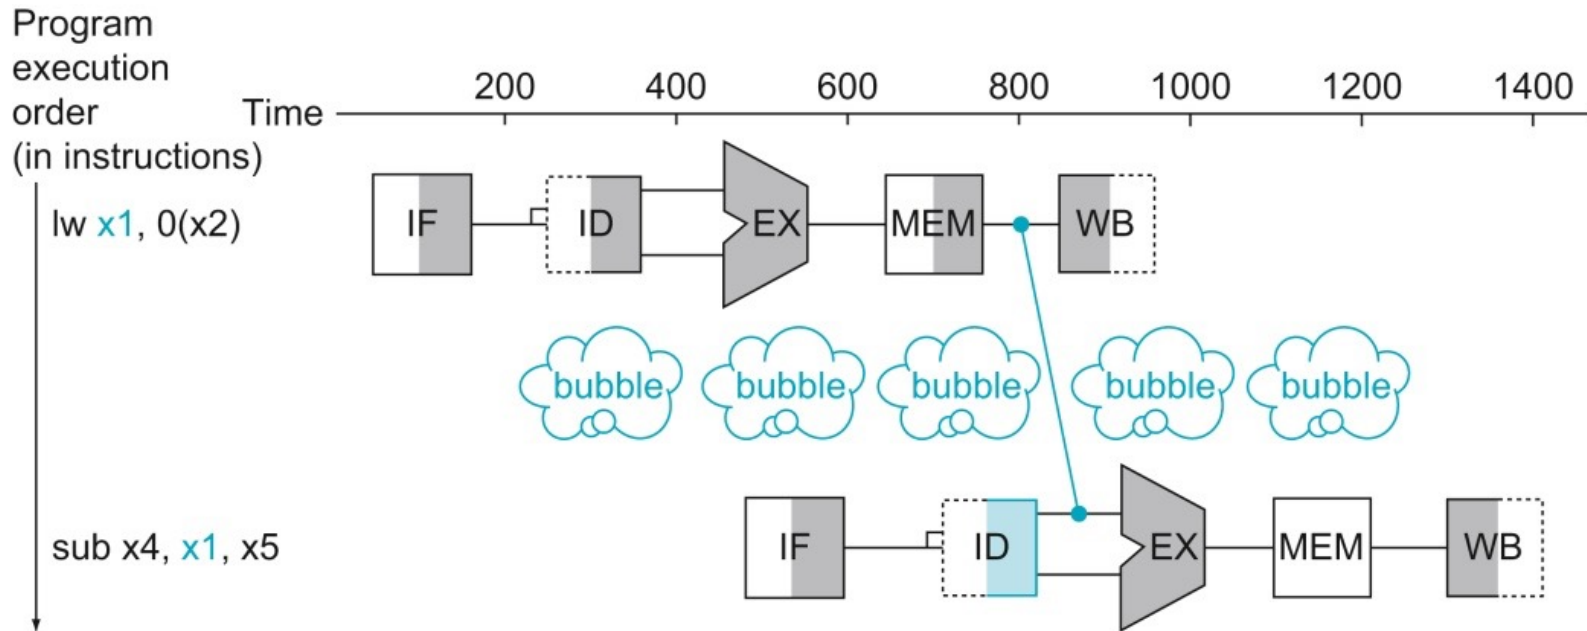 Program
execution
order
(in instructions)
Time
200 400 600 800 1000 1200 1400
lw x1, 0(x2)
IF ID EX MEM WB
bubble bubble bubble bubble bubble
sub x4, x1, x5
IF ID EX MEM WB